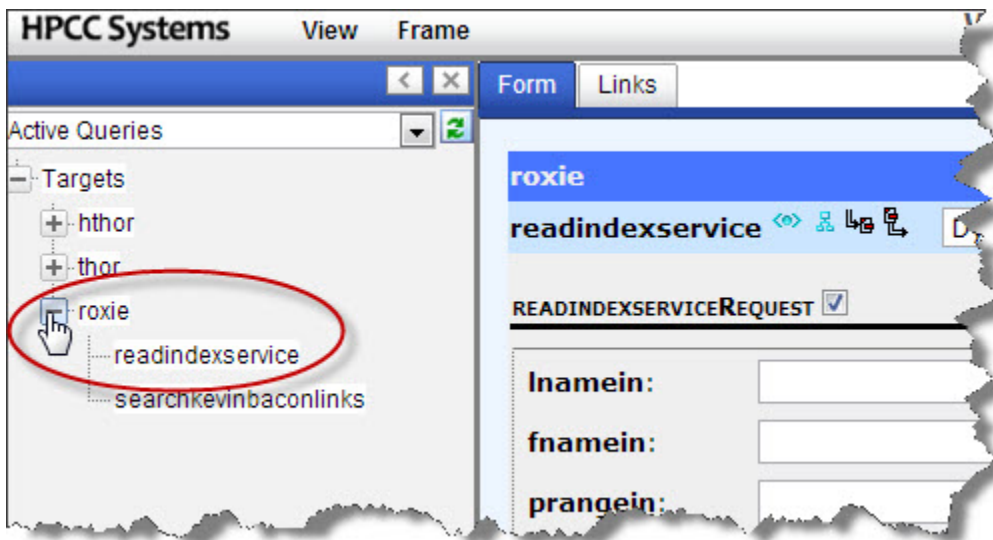 HPCC Systems View Frame
Form Links
Active Queries
Targets
hthor
thor
roxie
readindexservice
searchkevinbaconlinks
roxie
readindexservice
READINDEXSERVICEREQUEST
lnamein:
fnamein:
prangein: